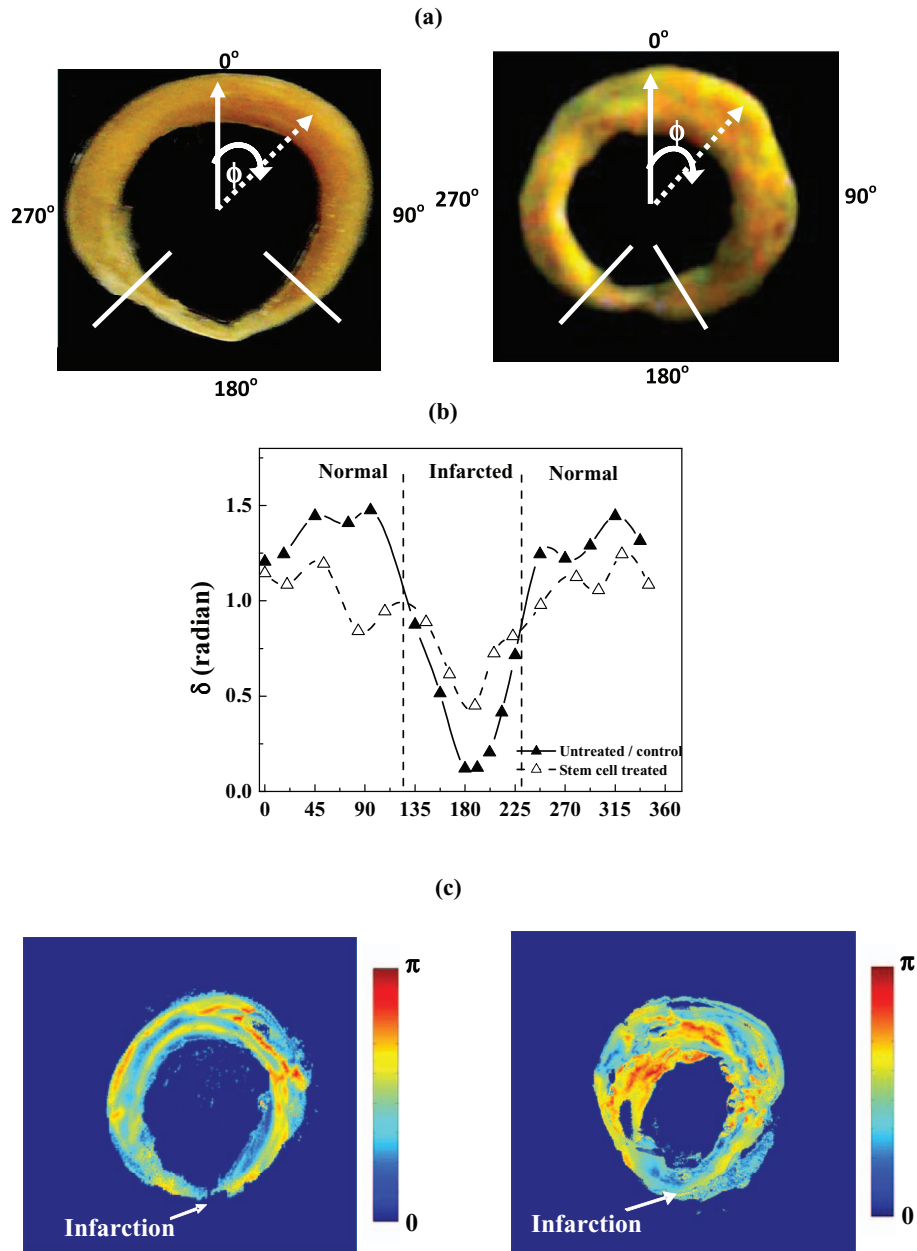 (a)
0°
0°
ϕ
ϕ
270°
90°
270°
90°
180°
180°
(b)
Normal
Infarcted
Normal
1.5
1.0
0.5
0.0
δ (radian)
Untreated / control
Stem cell treated
0 45 90 135 180 225 270 315 360
(c)
π
π
Infarction
0
Infarction
0